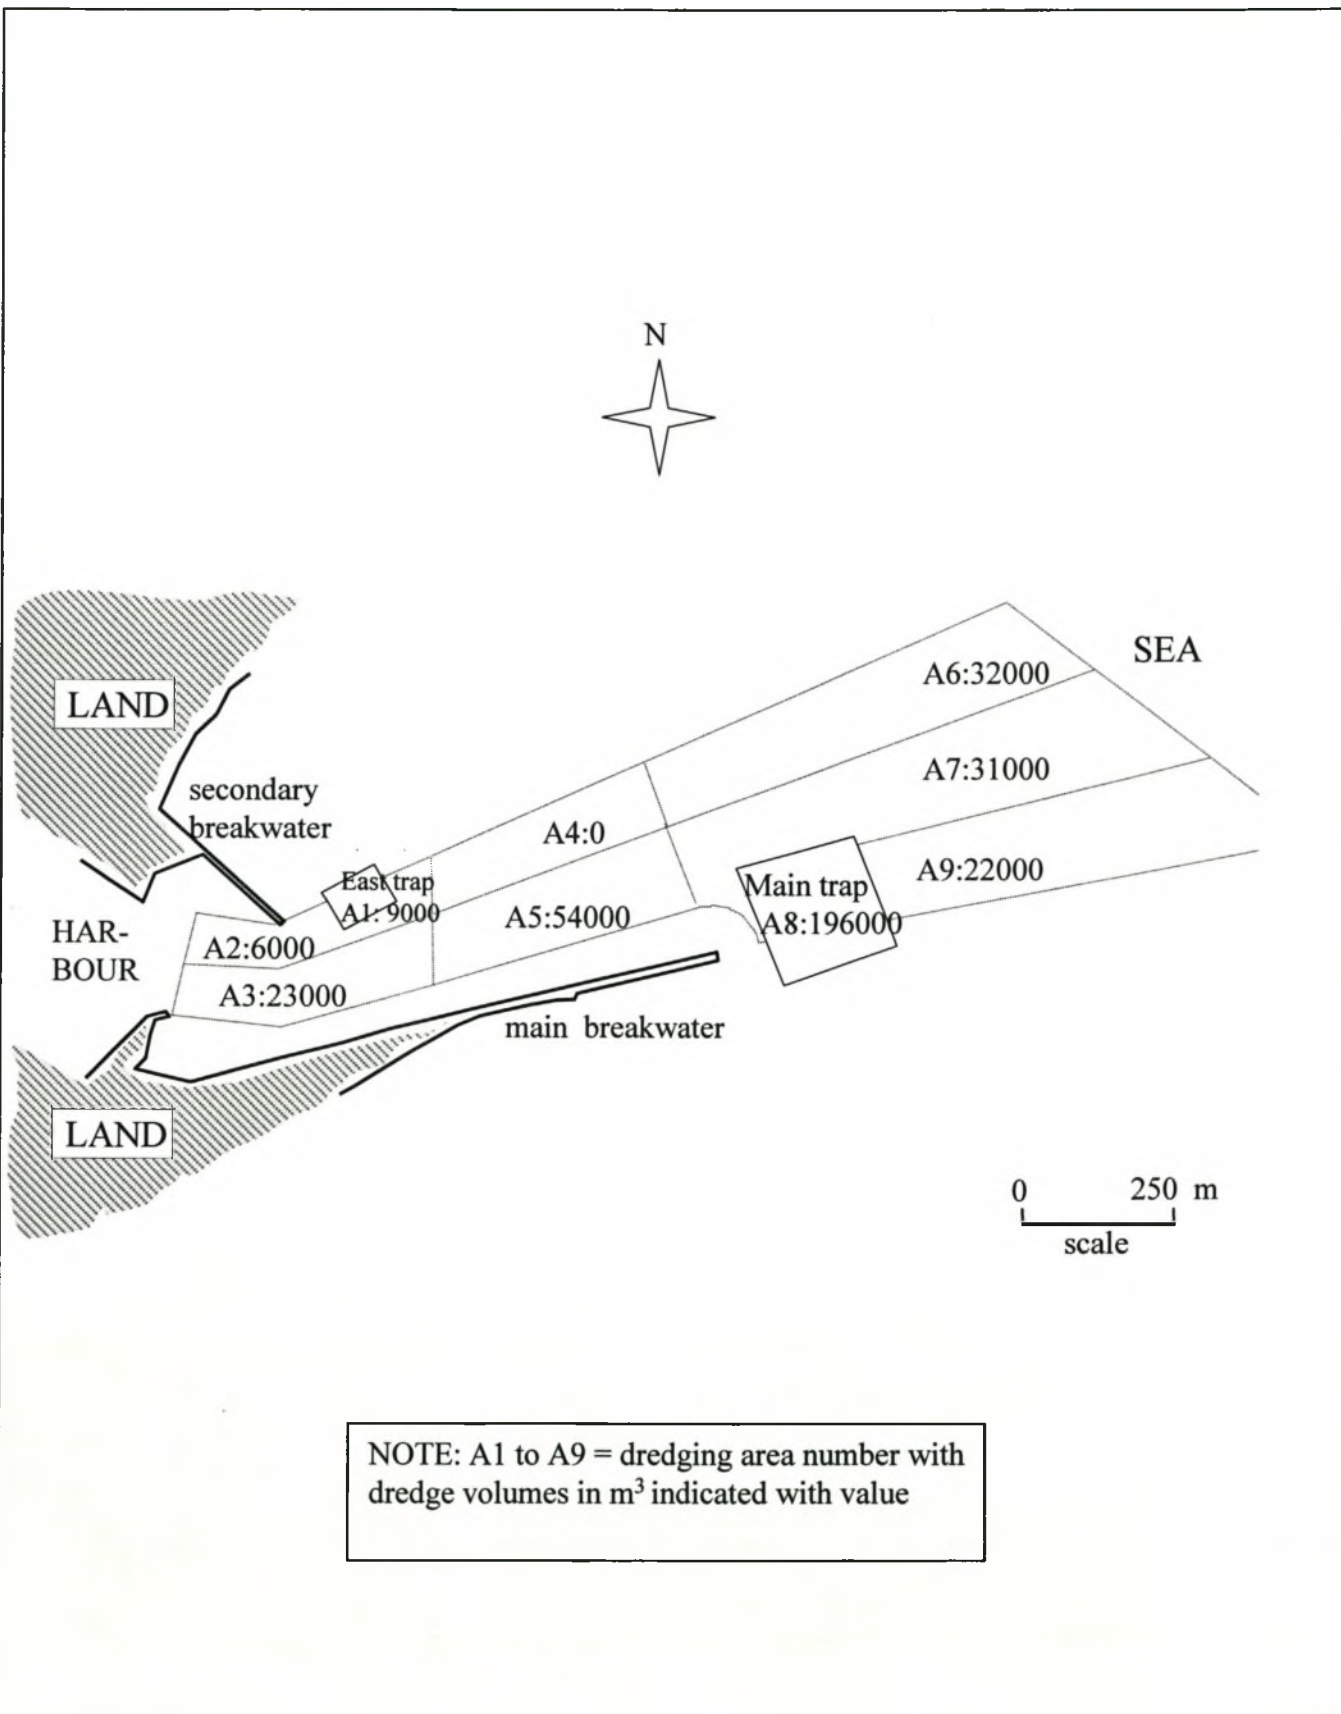 N
SEA
A6:32000
LAND
A7:31000
secondary
breakwater
A4:0
East trap
A1: 9000
Main trap
A8:196000
A9:22000
A5:54000
HAR-
BOUR
A2:6000
A3:23000
main breakwater
LAND
0 250 m
scale
NOTE: A1 to A9 = dredging area number with
dredge volumes in m³ indicated with value